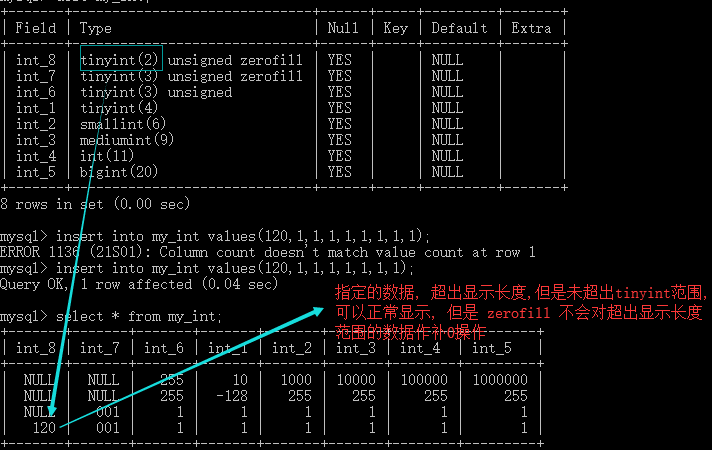 mysql> desc my_int;
+-------+------------------------------+------+-----+---------+-------+
| Field | Type | Null | Key | Default | Extra |
+-------+------------------------------+------+-----+---------+-------+
| int_8 | tinyint(2) unsigned zerofill | YES | | NULL | |
| int_7 | tinyint(3) unsigned zerofill | YES | | NULL | |
| int_6 | tinyint(3) unsigned | YES | | NULL | |
| int_1 | tinyint(4) | YES | | NULL | |
| int_2 | smallint(6) | YES | | NULL | |
| int_3 | mediumint(9) | YES | | NULL | |
| int_4 | int(11) | YES | | NULL | |
| int_5 | bigint(20) | YES | | NULL | |
+-------+------------------------------+------+-----+---------+-------+
8 rows in set (0.00 sec)
mysql> insert into my_int values(120,1,1,1,1,1,1,1,1);
ERROR 1136 (21S01): Column count doesn't match value count at row 1
mysql> insert into my_int values(120,1,1,1,1,1,1,1);
Query OK, 1 row affected (0.04 sec)
指定的数据, 超出显示长度,但是未超出tinyint范围,
可以正常显示, 但是 zerofill 不会对超出显示长度
范围的数据作补0操作
mysql> select * from my_int;
+-------+-------+-------+-------+-------+-------+--------+---------+
| int_8 | int_7 | int_6 | int_1 | int_2 | int_3 | int_4 | int_5 |
+-------+-------+-------+-------+-------+-------+--------+---------+
| NULL | NULL | 255 | 10 | 1000 | 10000 | 100000 | 1000000 |
| NULL | NULL | 255 | -128 | 255 | 255 | 255 | 255 |
| NULL | 001 | 1 | 1 | 1 | 1 | 1 | 1 |
| 120 | 001 | 1 | 1 | 1 | 1 | 1 | 1 |
+-------+-------+-------+-------+-------+-------+--------+---------+